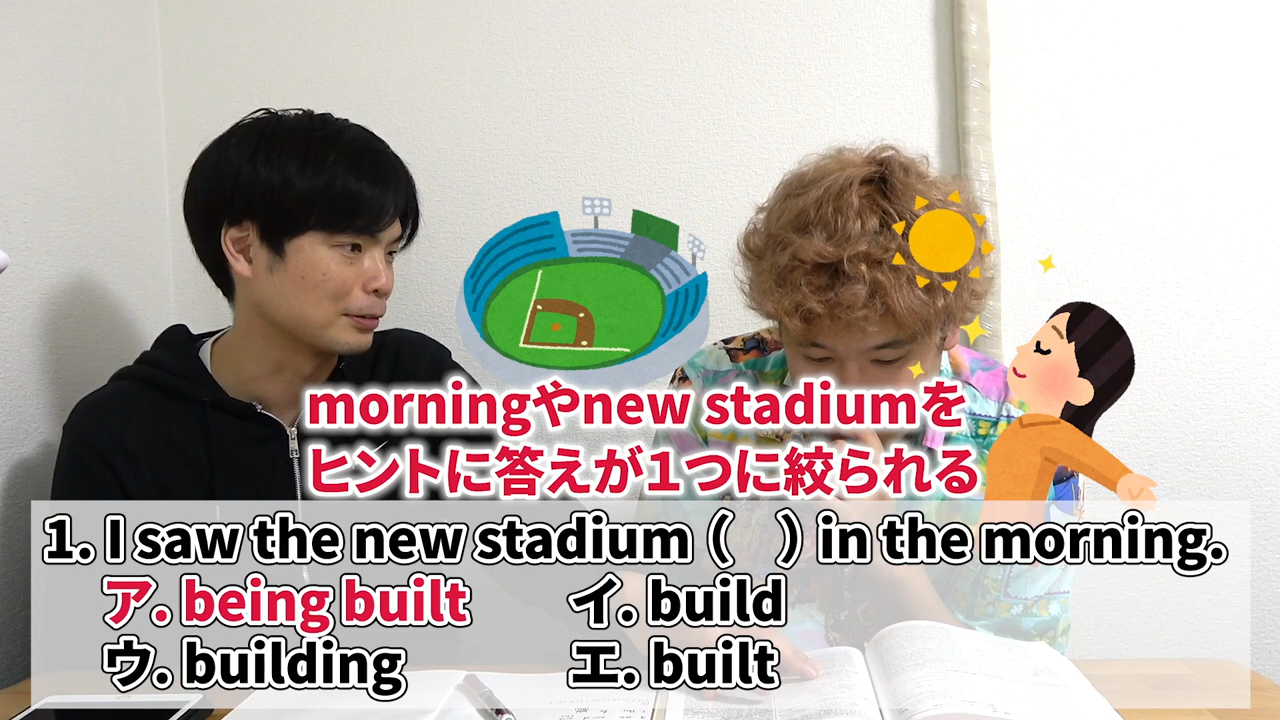 morningやnew stadiumを
ヒントに答えが1つに絞られる
1. I saw the new stadium (　) in the morning.
ア. being built イ. build
ウ. building エ. built